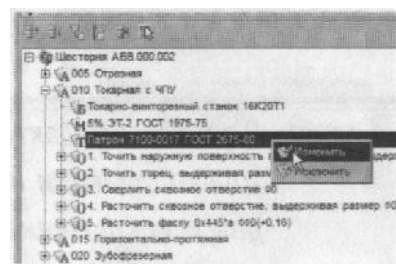 Шестерня АБВ.000.002
А 005 Отрезная
А 010 Токарная с ЧПУ
Б Токарно-винторезный станок 16К20Т1
М 5% ЭТ-2 ГОСТ 1975-75
Т Патрон 7100-0017 ГОСТ 2675-80
Изменить
О 1. Точить наружную поверхность
Исключить
О 2. Точить торец, выдерживая разм
О 3. Сверлить сквозное отверстие
О 4. Расточить сквозное отверстие, выдерживая размер
О 5. Расточить фаску 0х445*а
А 015 Горизонтально-протяжная
А 020 Зубофрезерная